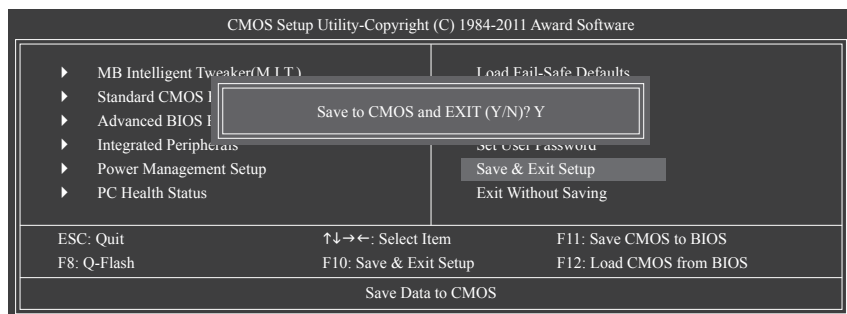 CMOS Setup Utility-Copyright (C) 1984-2011 Award Software
MB Intelligent Tweaker(M.I.T.)
Standard CMOS
Advanced BIOS
Integrated Peripherals
Power Management Setup
PC Health Status
Load Fail-Safe Defaults
Set User Password
Save & Exit Setup
Exit Without Saving
Save to CMOS and EXIT (Y/N)? Y
ESC: Quit
↑↓→←: Select Item
F11: Save CMOS to BIOS
F8: Q-Flash
F10: Save & Exit Setup
F12: Load CMOS from BIOS
Save Data to CMOS